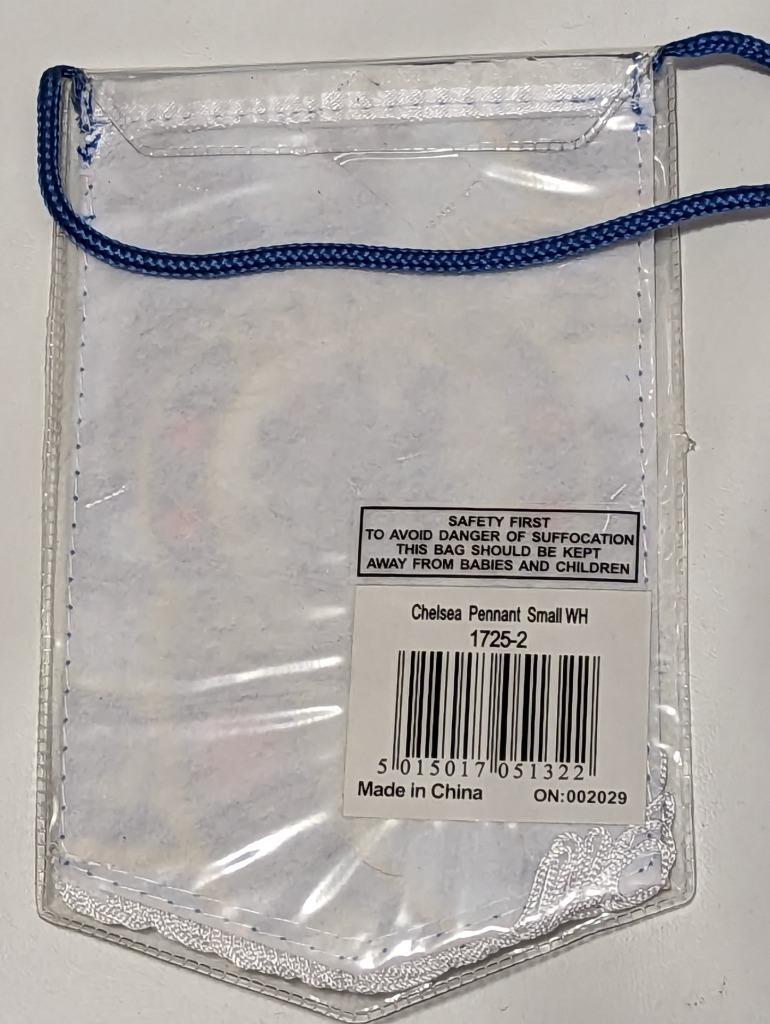 SAFETY FIRST
TO AVOID DANGER OF SUFFOCATION
THIS BAG SHOULD BE KEPT
AWAY FROM BABIES AND CHILDREN
Chelsea Pennant Small WH
1725-2
5 015017 051322
Made in China ON:002029